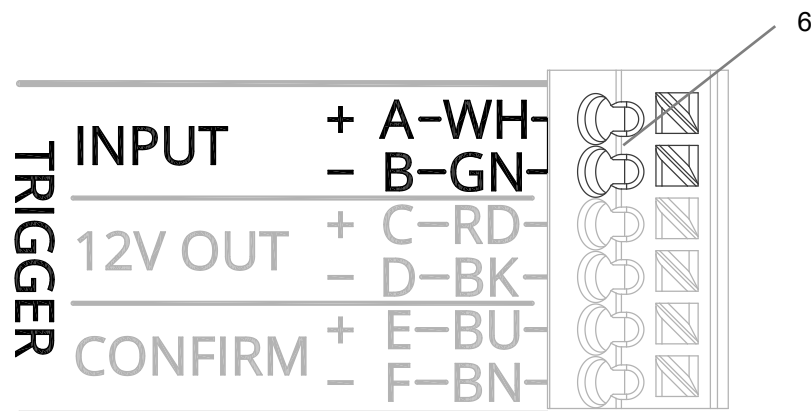 6
TRIGGER
INPUT
+ A-WH-
- B-GN-
12V OUT
+ C-RD-
- D-BK-
CONFIRM
+ E-BU-
- F-BN-